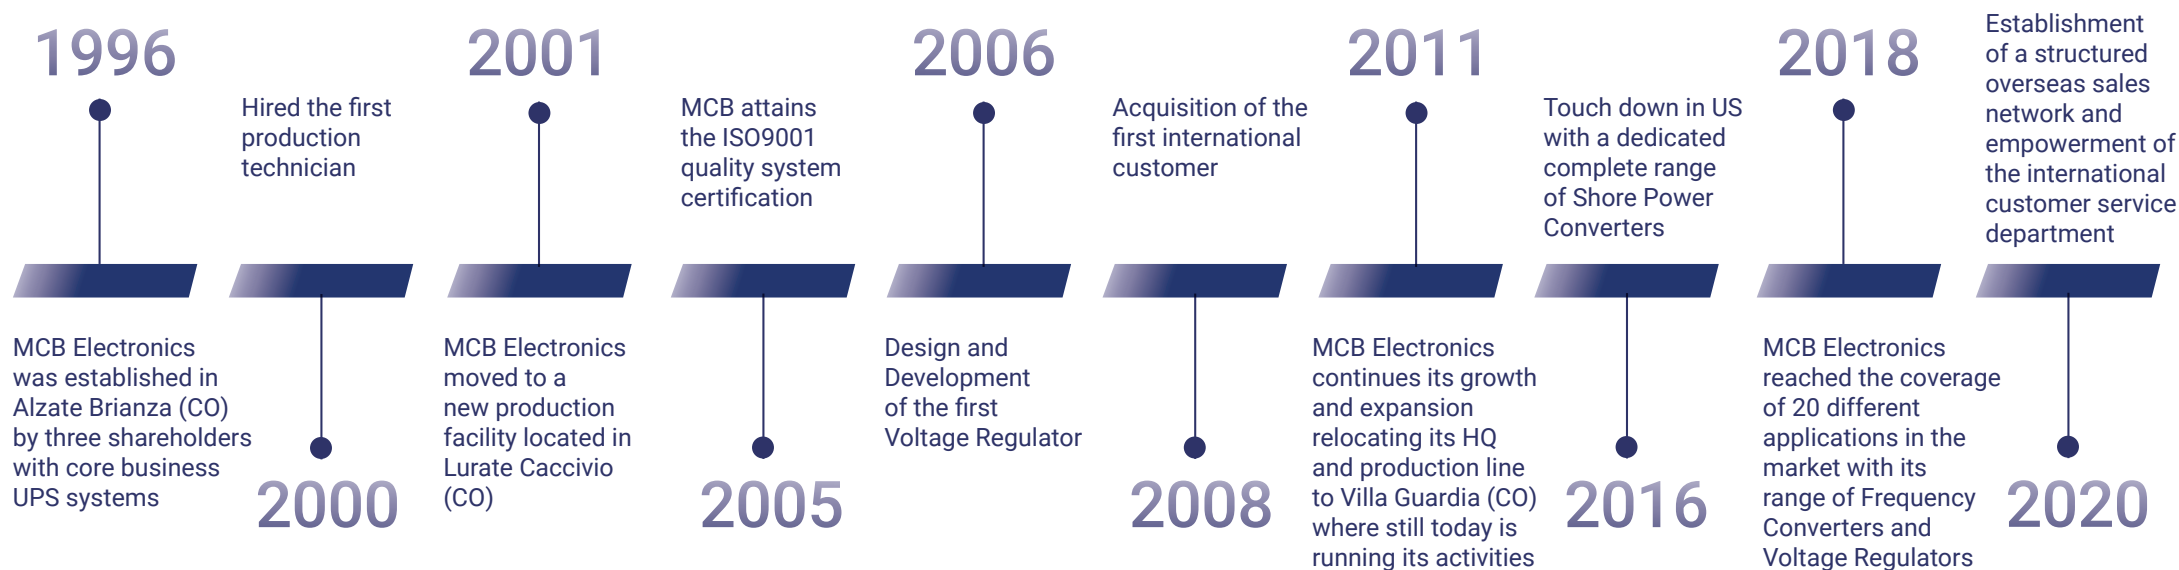 1996
MCB Electronics
was established in
Alzate Brianza (CO)
by three shareholders
with core business
UPS systems
Hired the first
production
technician
2000
2001
MCB Electronics
moved to a
new production
facility located in
Lurate Caccivio
(CO)
MCB attains
the ISO9001
quality system
certification
2005
2006
Design and
Development
of the first
Voltage Regulator
Acquisition of the
first international
customer
2008
2011
MCB Electronics
continues its growth
and expansion
relocating its HQ
and production line
to Villa Guardia (CO)
where still today is
running its activities
Touch down in US
with a dedicated
complete range
of Shore Power
Converters
2016
2018
MCB Electronics
reached the coverage
of 20 different
applications in the
market with its
range of Frequency
Converters and
Voltage Regulators
Establishment
of a structured
overseas sales
network and
empowerment of
the international
customer service
department
2020